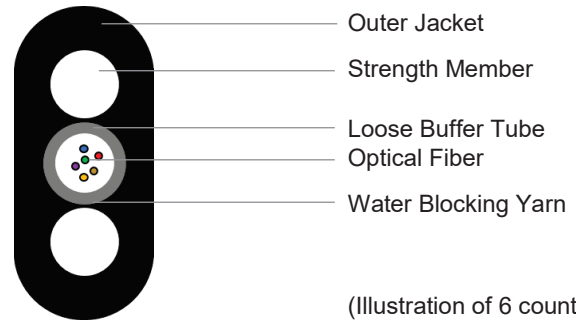 Outer Jacket
Strength Member
Loose Buffer Tube
Optical Fiber
Water Blocking Yarn
(Illustration of 6 count